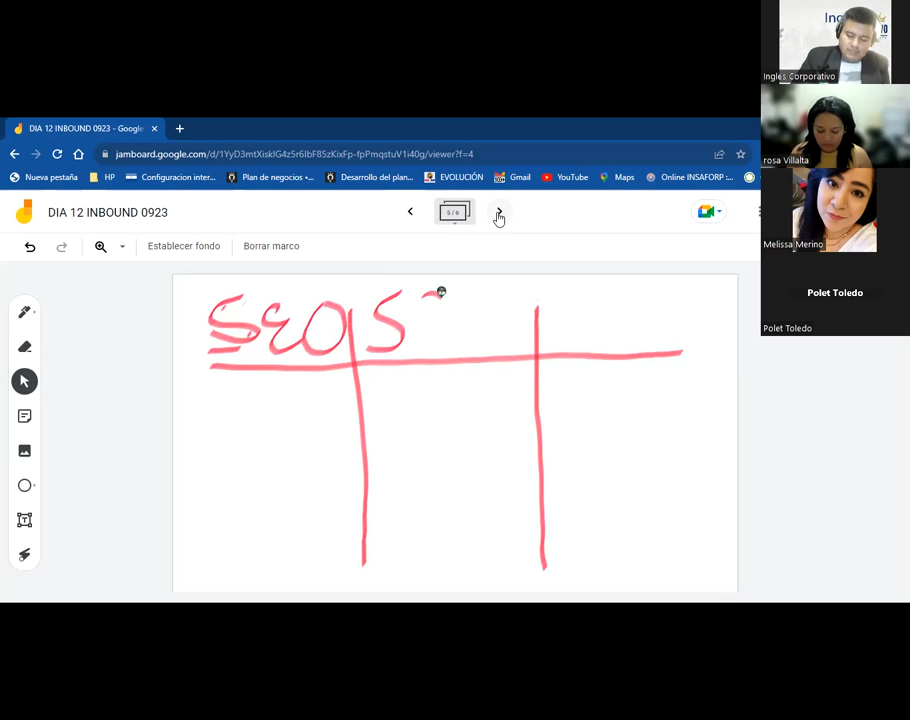 Ingles Corporativo
rosa Villalta
Melissa Merino
Polet Toledo
Polet Toledo
DIA 12 INBOUND 0923 - Google
jamboard.google.com/d/1YyD3mtXisklG4z5r6IbF85zKixFp-fpPmqstuV1i40g/viewer?f=4
Nueva pestaña HP Configuracion inter... Plan de negocios •... Desarrollo del plan... EVOLUCIÓN Gmail YouTube Maps Online INSAFORP :...
DIA 12 INBOUND 0923
5 / 6
Establecer fondo Borrar marco
SEO S